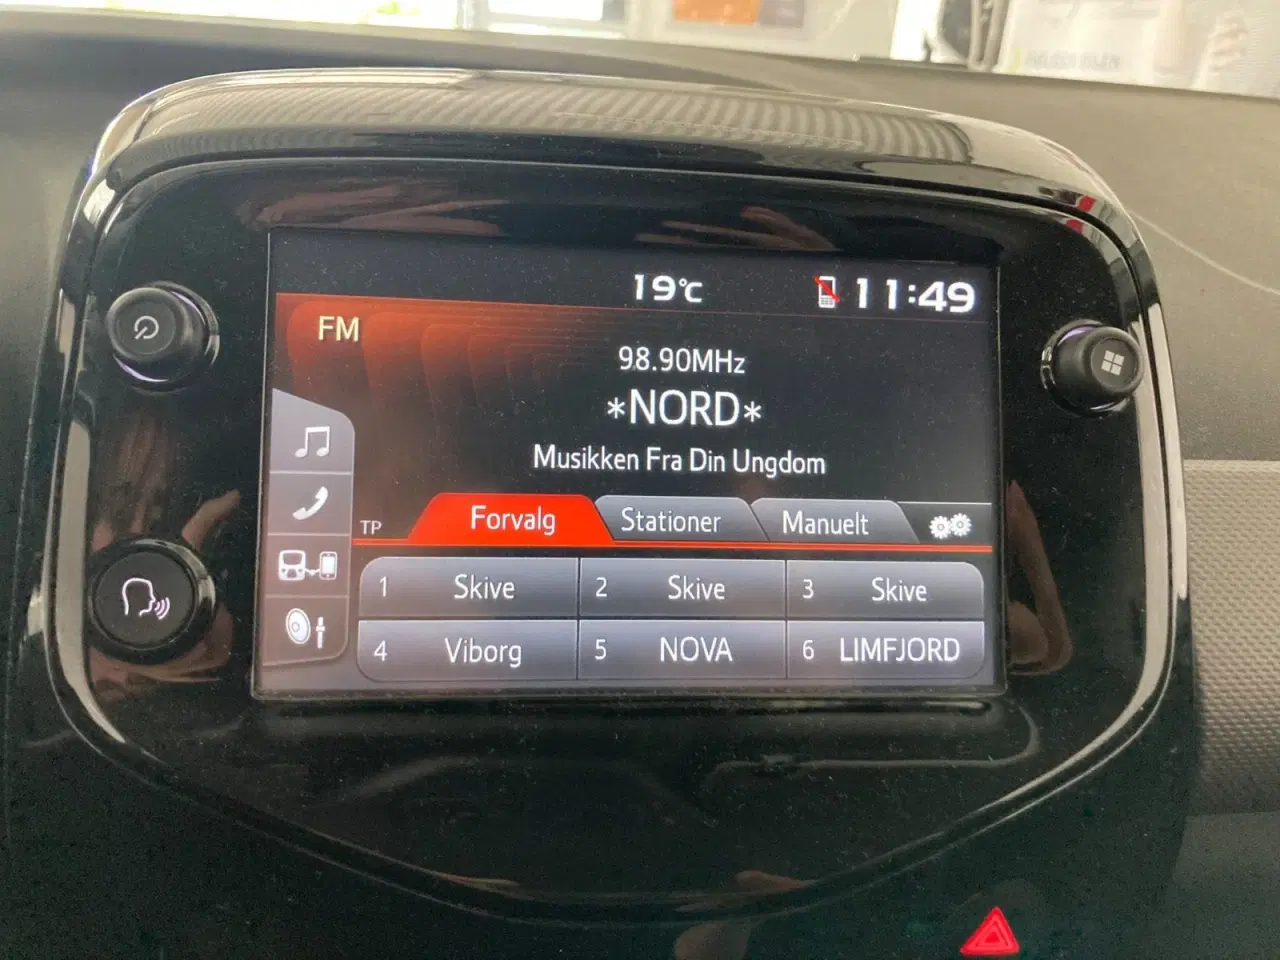 19°C 11:49
FM
98.90MHz
*NORD*
Musikken Fra Din Ungdom
TP Forvalg Stationer Manuelt
1 Skive 2 Skive 3 Skive
4 Viborg 5 NOVA 6 LIMFJORD